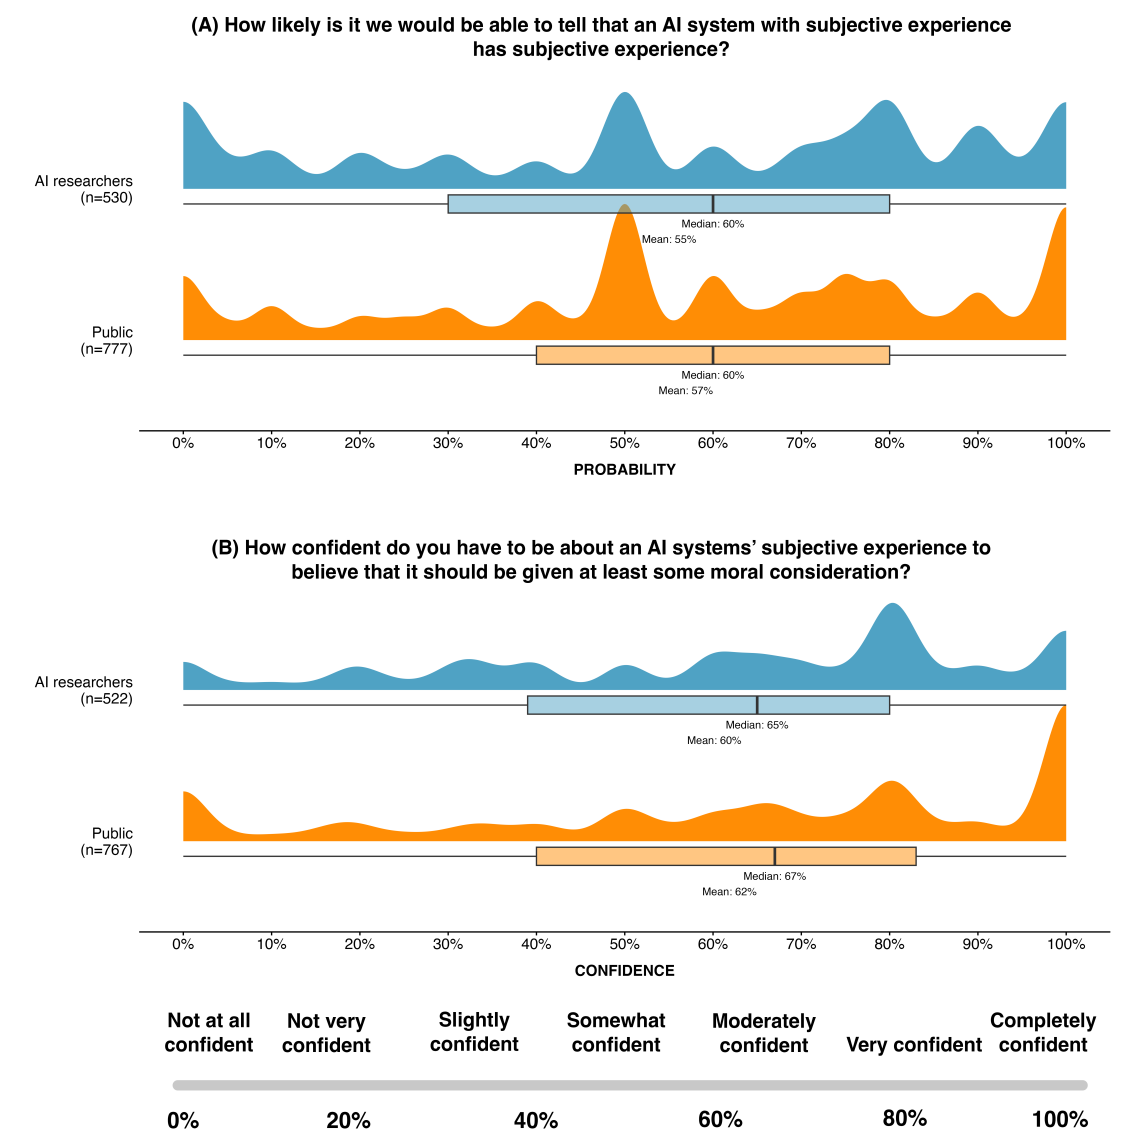 (A) How likely is it we would be able to tell that an AI system with subjective experience
has subjective experience?
AI researchers
(n=530)
Median: 60%
Mean: 55%
Public
(n=777)
Median: 60%
Mean: 57%
0% 10% 20% 30% 40% 50% 60% 70% 80% 90% 100%
PROBABILITY
(B) How confident do you have to be about an AI systems’ subjective experience to
believe that it should be given at least some moral consideration?
AI researchers
(n=522)
Median: 65%
Mean: 60%
Public
(n=767)
Median: 67%
Mean: 62%
0% 10% 20% 30% 40% 50% 60% 70% 80% 90% 100%
CONFIDENCE
Not at all Not very Slightly Somewhat Moderately Completely
confident confident confident confident confident Very confident confident
0% 20% 40% 60% 80% 100%